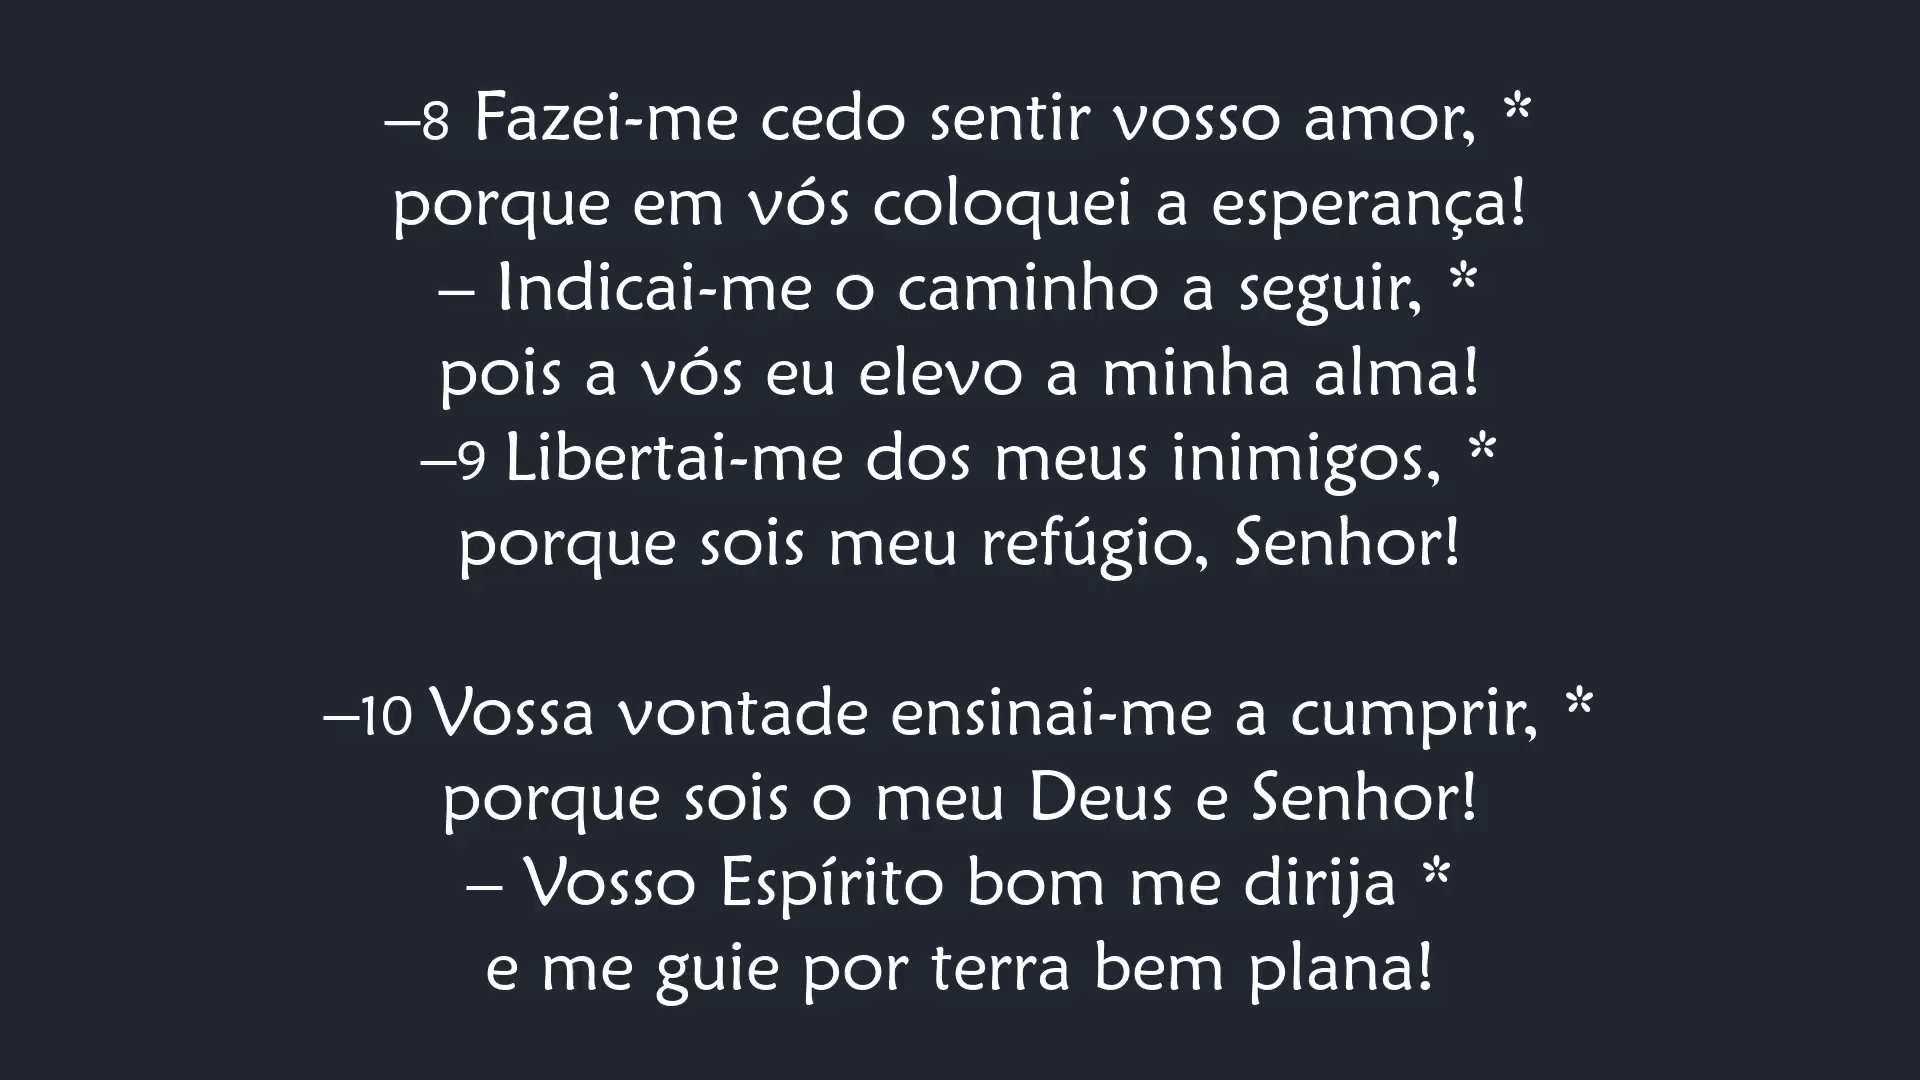 –8 Fazei-me cedo sentir vosso amor, *
porque em vós coloquei a esperança!
– Indicai-me o caminho a seguir, *
pois a vós eu elevo a minha alma!
–9 Libertai-me dos meus inimigos, *
porque sois meu refúgio, Senhor!
–10 Vossa vontade ensinai-me a cumprir, *
porque sois o meu Deus e Senhor!
– Vosso Espírito bom me dirija *
e me guie por terra bem plana!